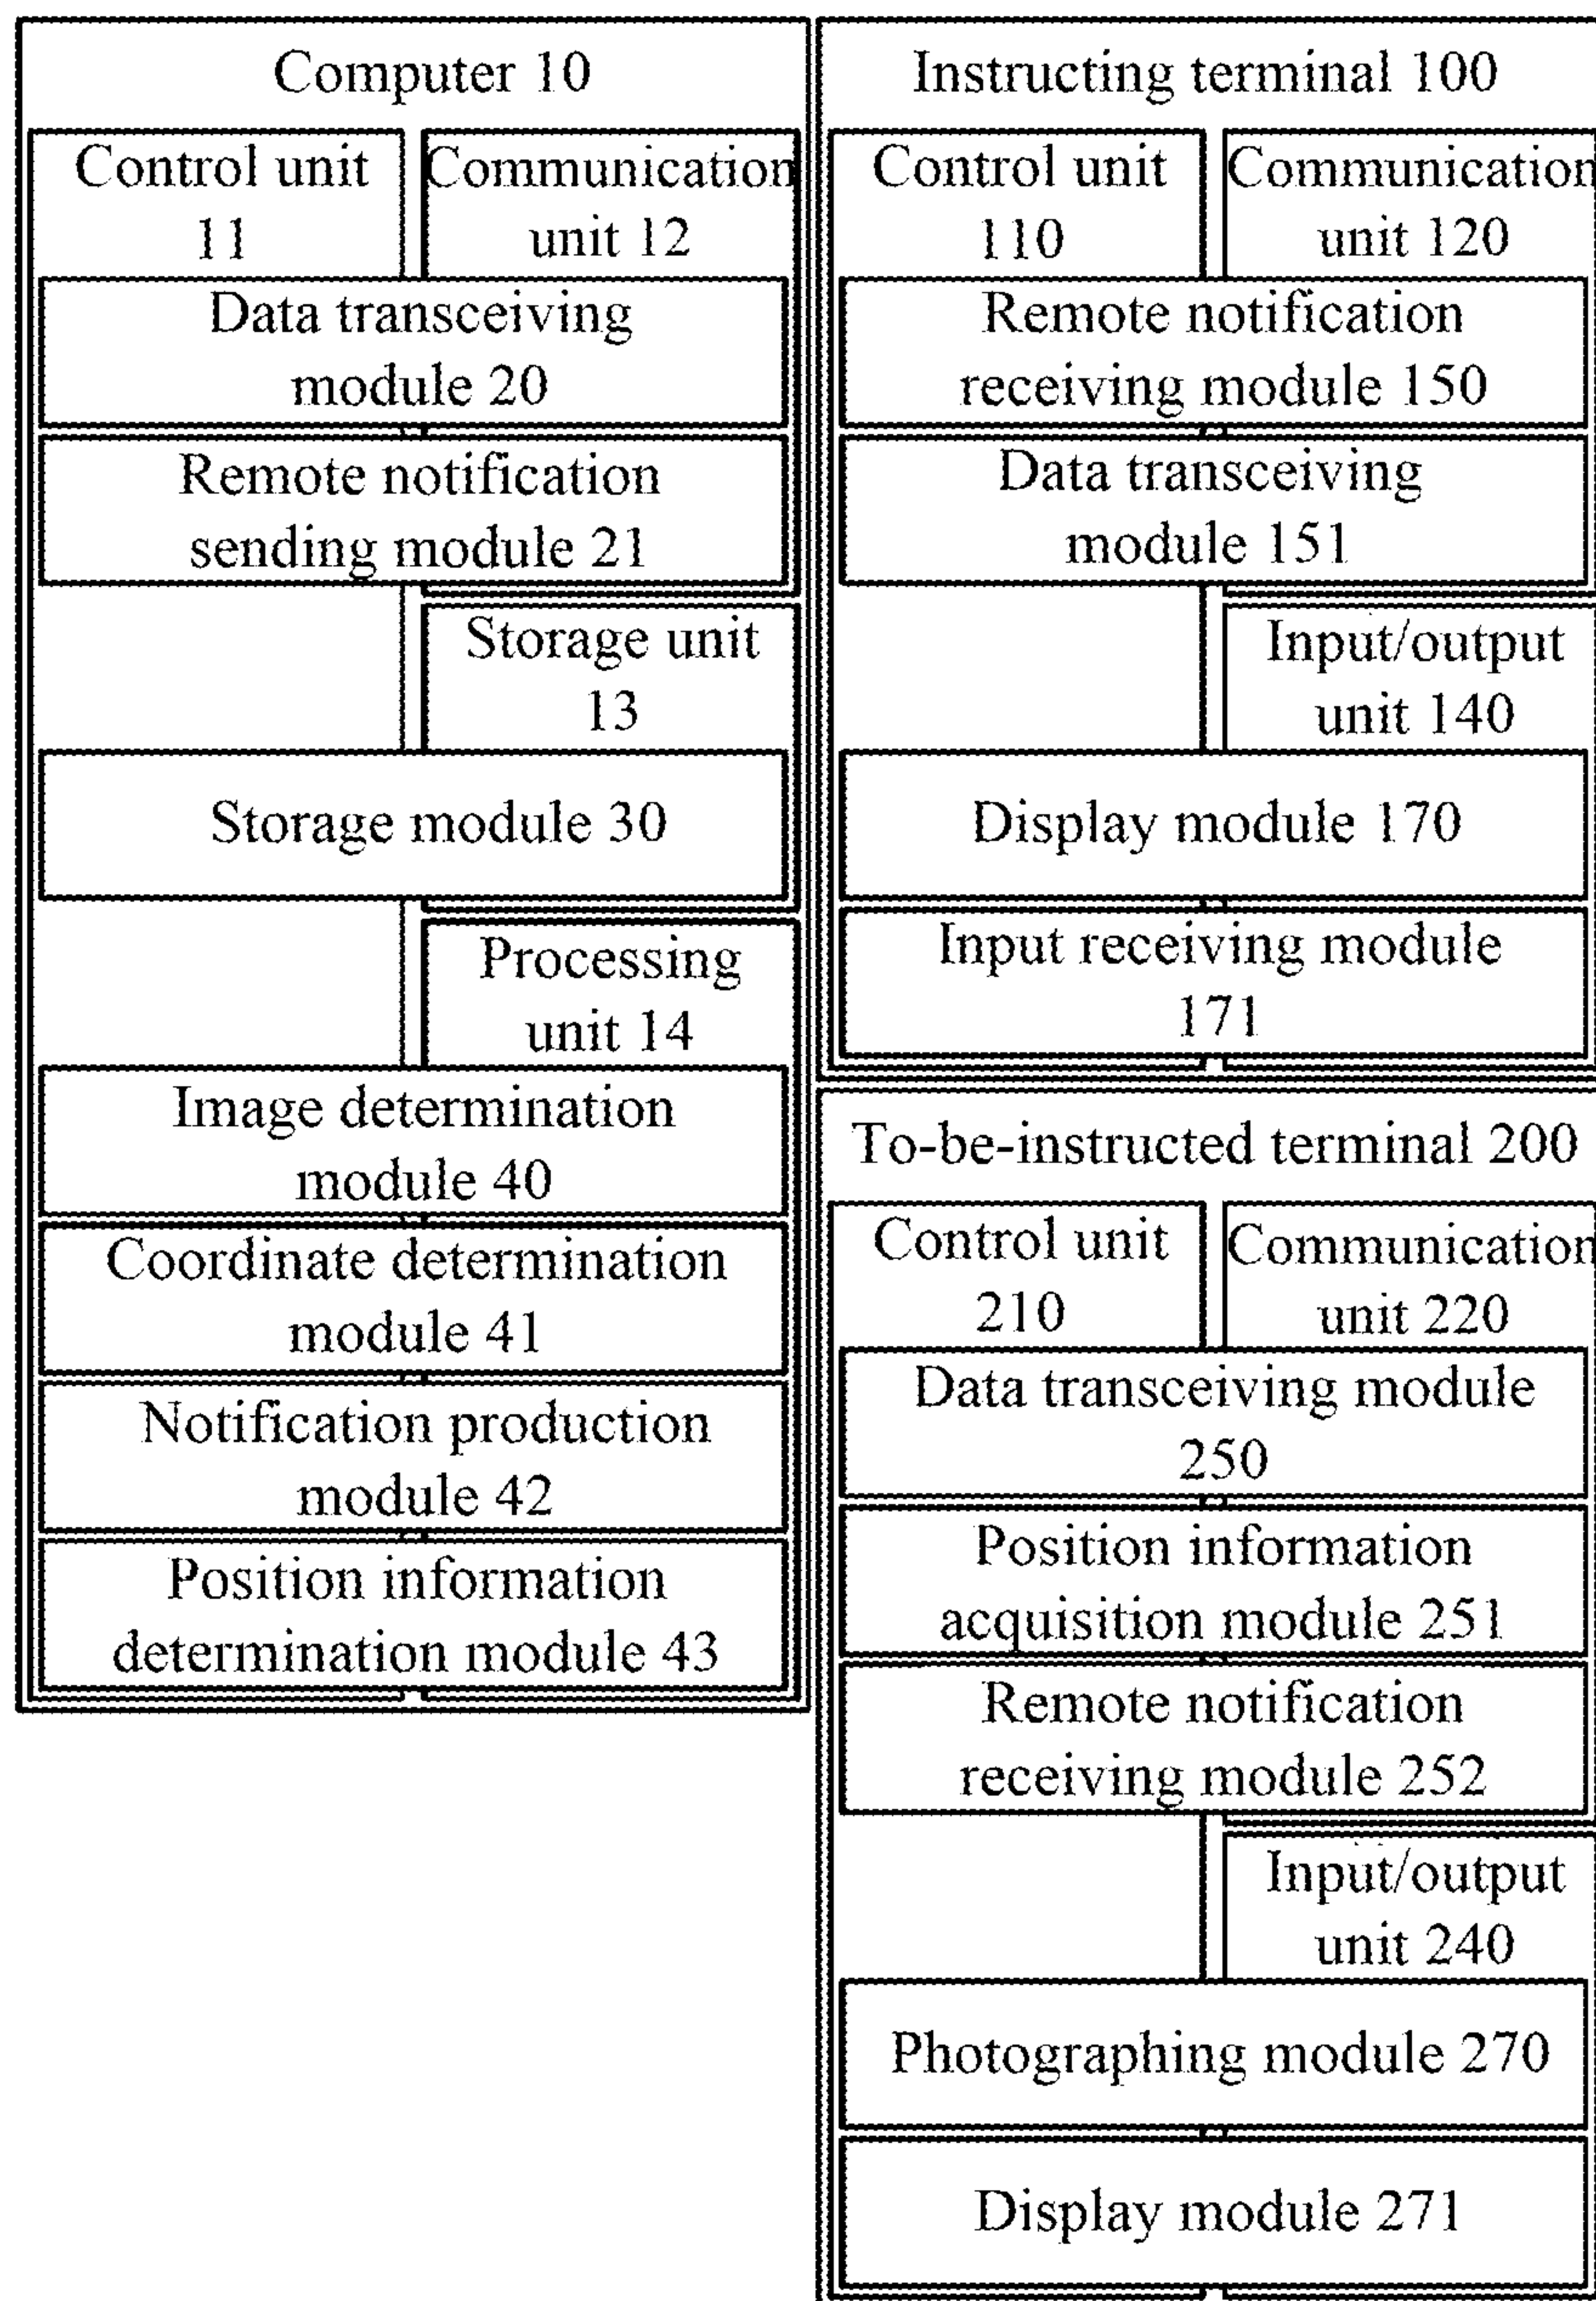 Computer 10
Control unit
11
Communication
unit 12
Data transceiving
module 20
Remote notification
sending module 21
Storage unit
13
Storage module 30
Processing
unit 14
Image determination
module 40
Coordinate determination
module 41
Notification production
module 42
Position information
determination module 43
Instructing terminal 100
Control unit
110
Communication
unit 120
Remote notification
receiving module 150
Data transceiving
module 151
Input/output
unit 140
Display module 170
Input receiving module
171
To-be-instructed terminal 200
Control unit
210
Communication
unit 220
Data transceiving module
250
Position information
acquisition module 251
Remote notification
receiving module 252
Input/output
unit 240
Photographing module 270
Display module 271